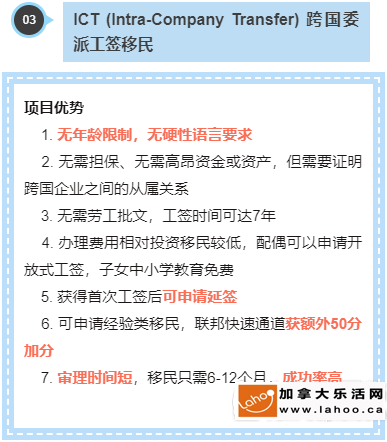 03
ICT (Intra-Company Transfer) 跨国委
派工签移民
项目优势
1. 无年龄限制，无硬性语言要求
2. 无需担保、无需高昂资金或资产，但需要证明
跨国企业之间的从属关系
3. 无需劳工批文，工签时间可达7年
4. 办理费用相对投资移民较低，配偶可以申请开
放式工签，子女中小学教育免费
5. 获得首次工签后可申请延签
6. 可申请经验类移民，联邦快速通道获额外50分
加分
7. 审理时间短，移民只需6-12个月，成功率高
Lahoo
加拿大乐活网
www.lahoo.ca